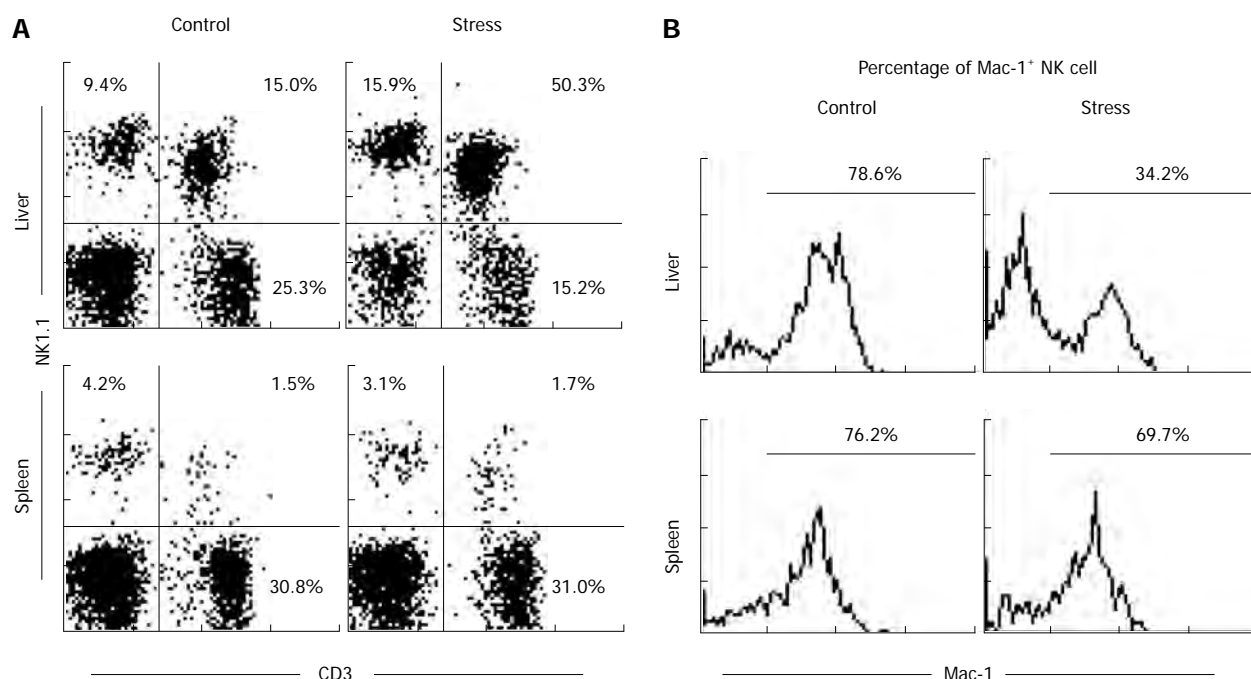 A
Control
Stress
9.4%
15.0%
15.9%
50.3%
Liver
25.3%
15.2%
NK1.1
4.2%
1.5%
3.1%
1.7%
Spleen
30.8%
31.0%
CD3
B
Percentage of Mac-1⁺ NK cell
Control
Stress
78.6%
34.2%
Liver
76.2%
69.7%
Spleen
Mac-1